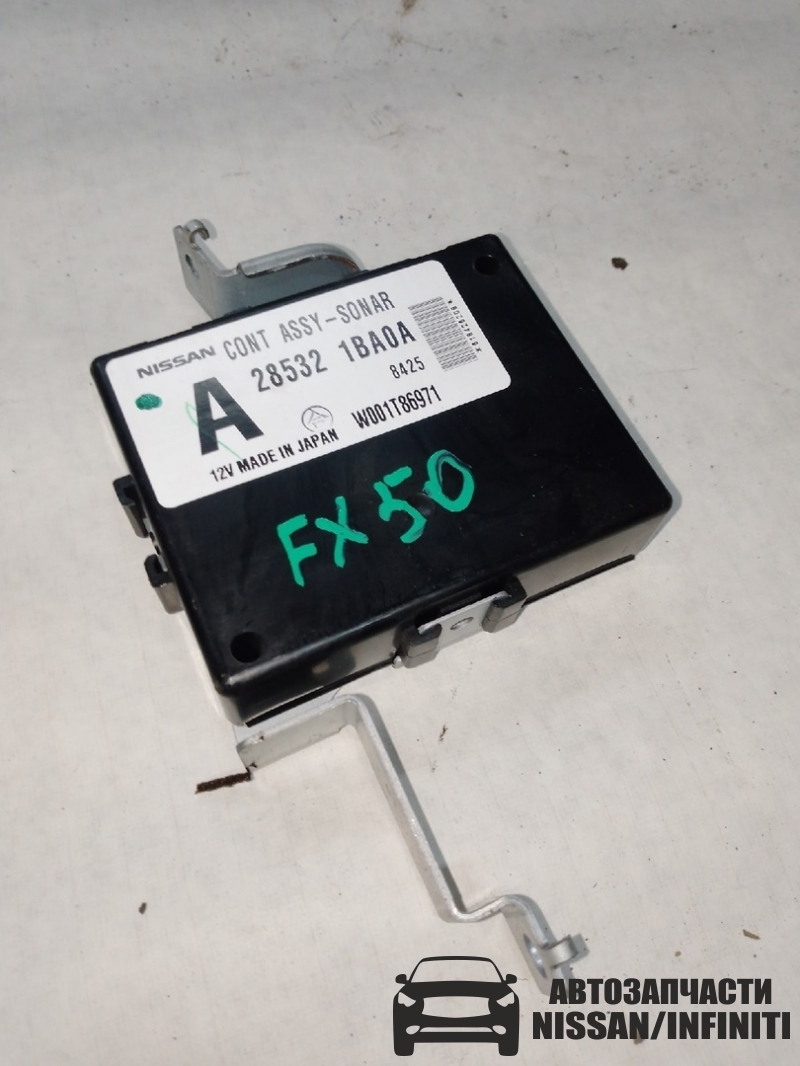 NISSAN CONT ASSY-SONAR
A 28532 1BA0A
8425
12V MADE IN JAPAN W001T86971
FX50
АВТОЗАПЧАСТИ
NISSAN/INFINITI